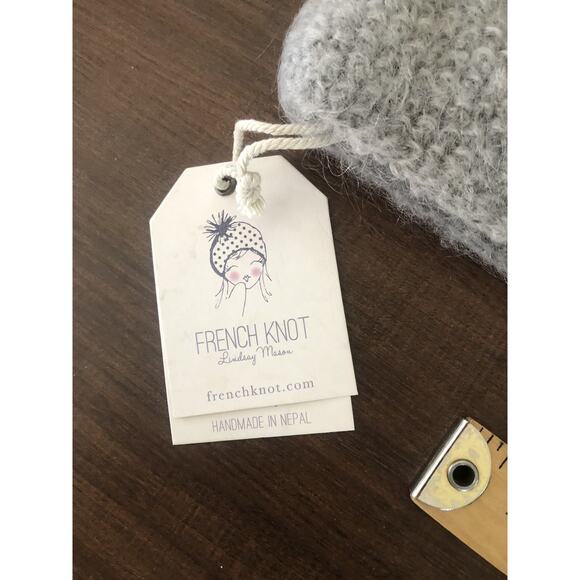 FRENCH KNOT
Lindsay Mason
frenchknot.com
HANDMADE IN NEPAL